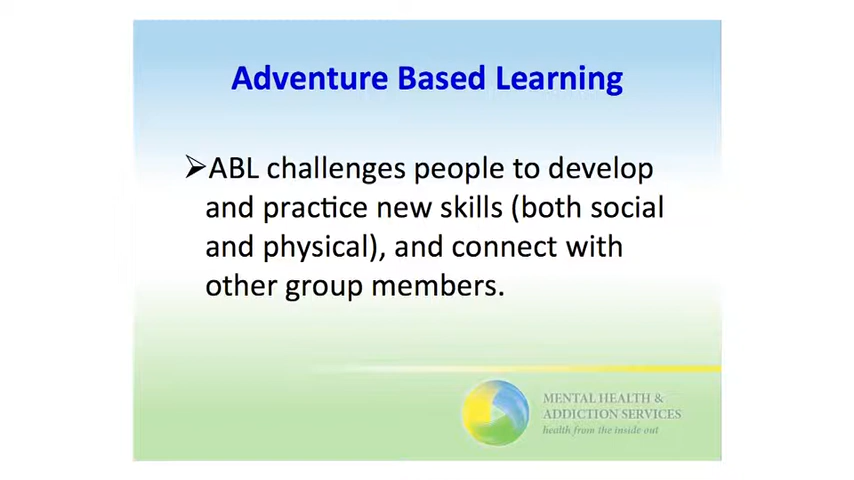 Adventure Based Learning
➢ABL challenges people to develop
and practice new skills (both social
and physical), and connect with
other group members.
MENTAL HEALTH &
ADDICTION SERVICES
health from the inside out